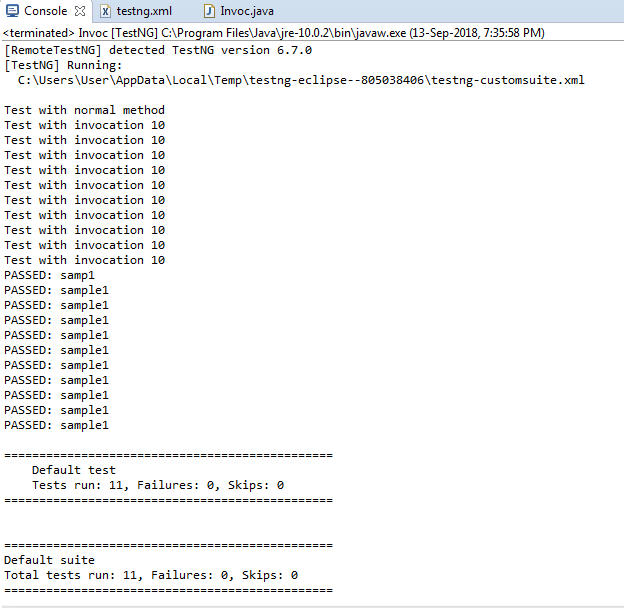 Console testng.xml Invoc.java
<terminated> Invoc [TestNG] C:\Program Files\Java\jre-10.0.2\bin\javaw.exe (13-Sep-2018, 7:35:58 PM)
[RemoteTestNG] detected TestNG version 6.7.0
[TestNG] Running:
  C:\Users\User\AppData\Local\Temp\testng-eclipse--805038406\testng-customsuite.xml

Test with normal method
Test with invocation 10
Test with invocation 10
Test with invocation 10
Test with invocation 10
Test with invocation 10
Test with invocation 10
Test with invocation 10
Test with invocation 10
Test with invocation 10
Test with invocation 10
PASSED: samp1
PASSED: sample1
PASSED: sample1
PASSED: sample1
PASSED: sample1
PASSED: sample1
PASSED: sample1
PASSED: sample1
PASSED: sample1
PASSED: sample1
PASSED: sample1

===============================================
    Default test
    Tests run: 11, Failures: 0, Skips: 0
===============================================


===============================================
Default suite
Total tests run: 11, Failures: 0, Skips: 0
===============================================